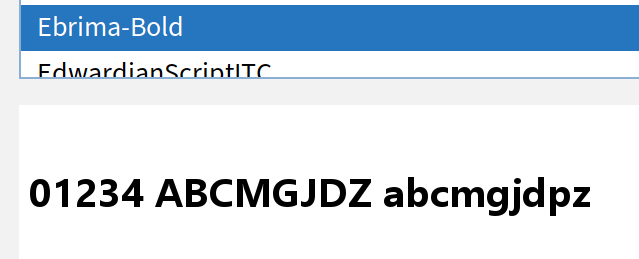 Ebrima-Bold
EdwardianScriptITC
01234 ABCMGJDZ abcmgjdpz